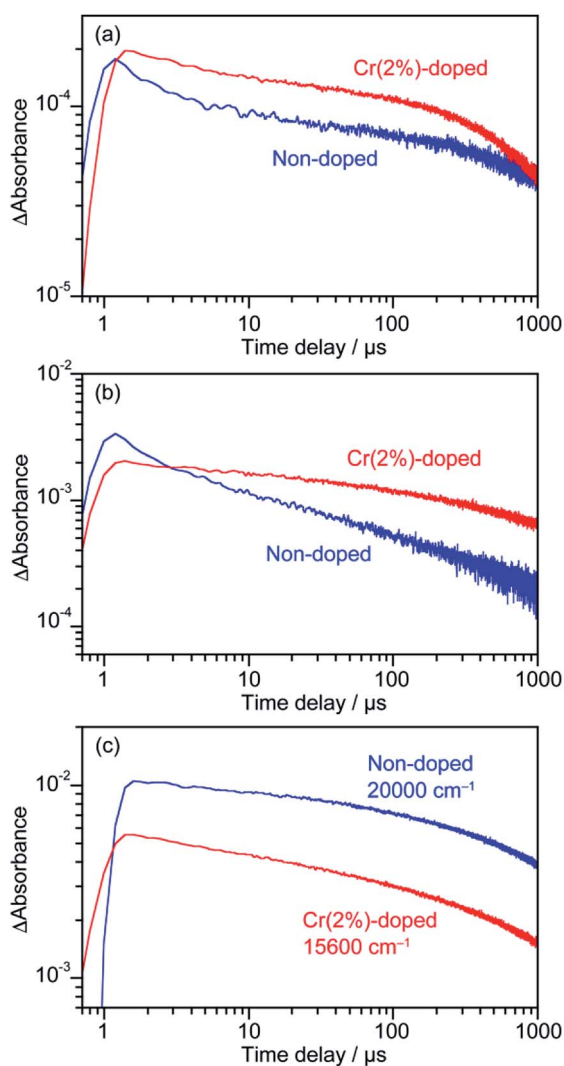 (a)
Cr(2%)-doped
Non-doped
ΔAbsorbance
10⁻⁴
10⁻⁵
1
10
100
1000
Time delay / µs
(b)
Cr(2%)-doped
Non-doped
ΔAbsorbance
10⁻²
10⁻³
10⁻⁴
1
10
100
1000
Time delay / µs
(c)
Non-doped
20000 cm⁻¹
Cr(2%)-doped
15600 cm⁻¹
ΔAbsorbance
10⁻²
10⁻³
1
10
100
1000
Time delay / µs